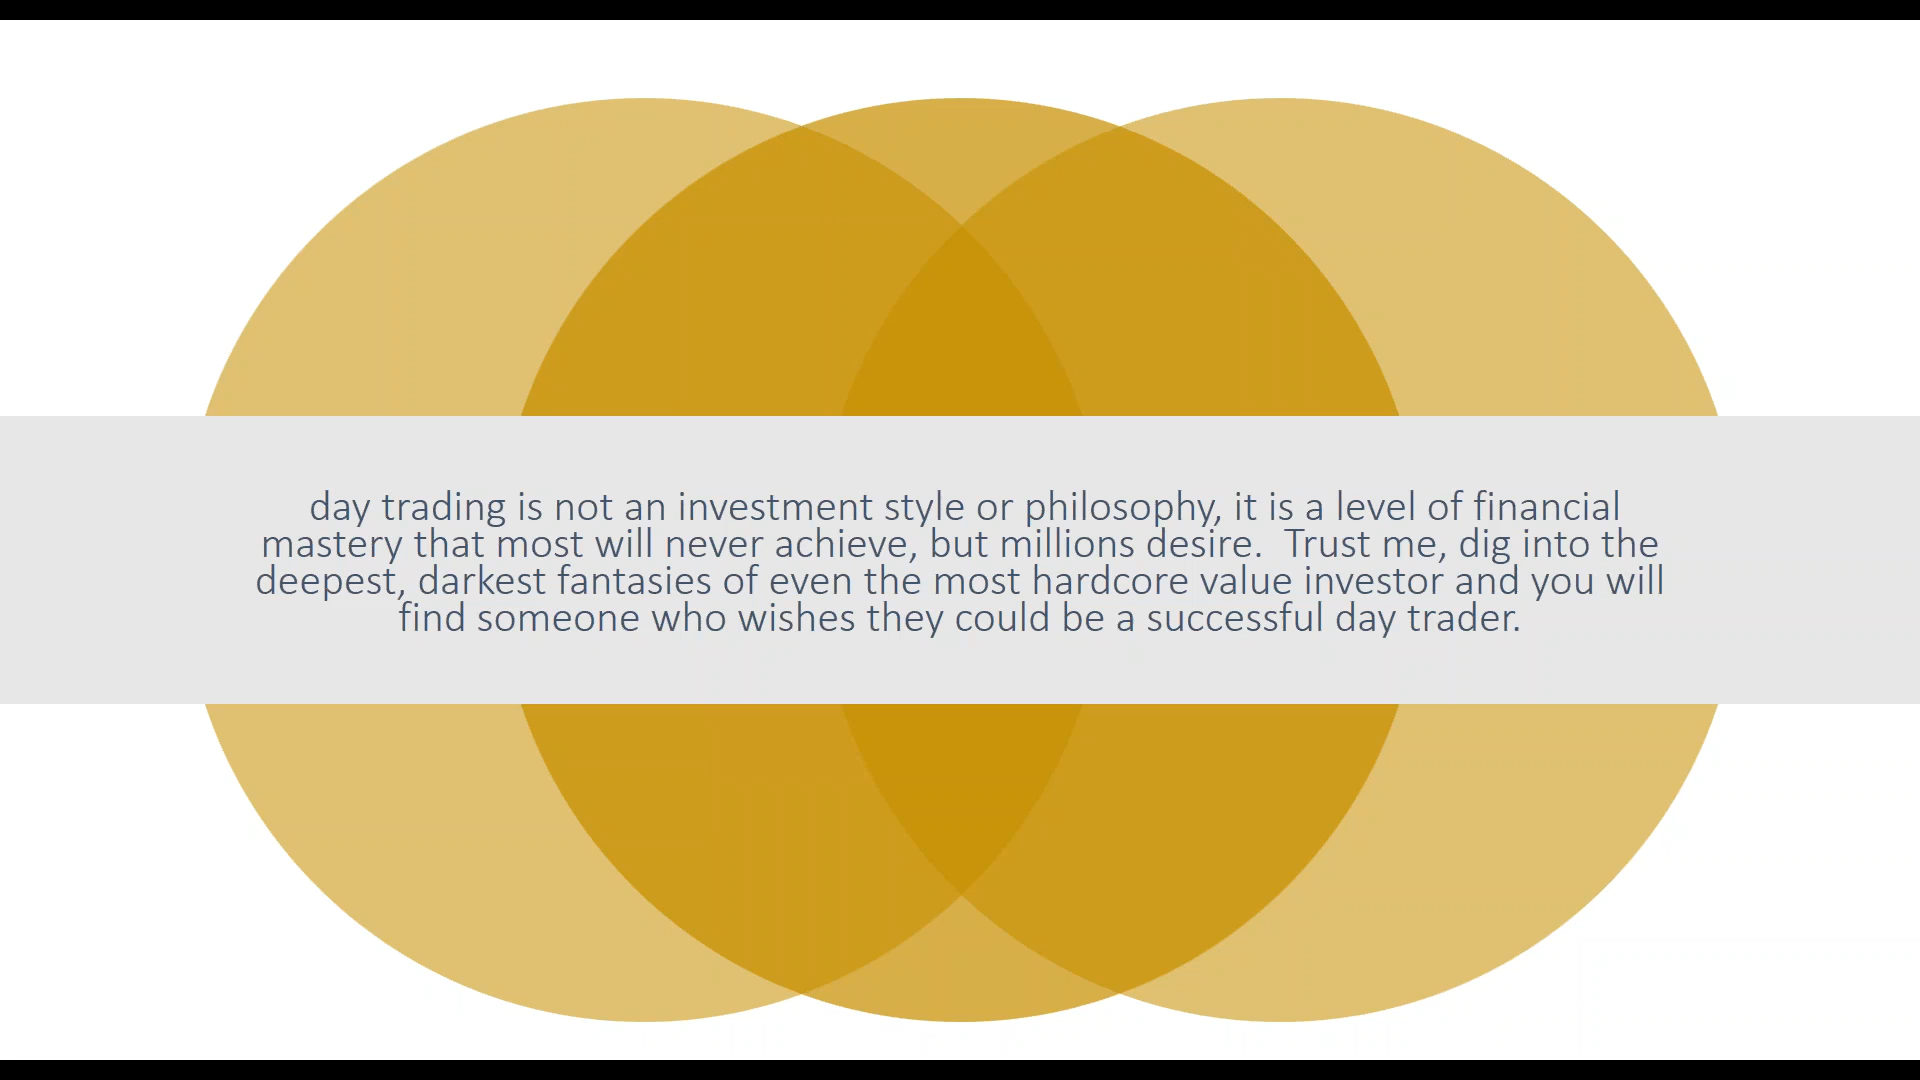 day trading is not an investment style or philosophy, it is a level of financial
mastery that most will never achieve, but millions desire.  Trust me, dig into the
deepest, darkest fantasies of even the most hardcore value investor and you will
find someone who wishes they could be a successful day trader.